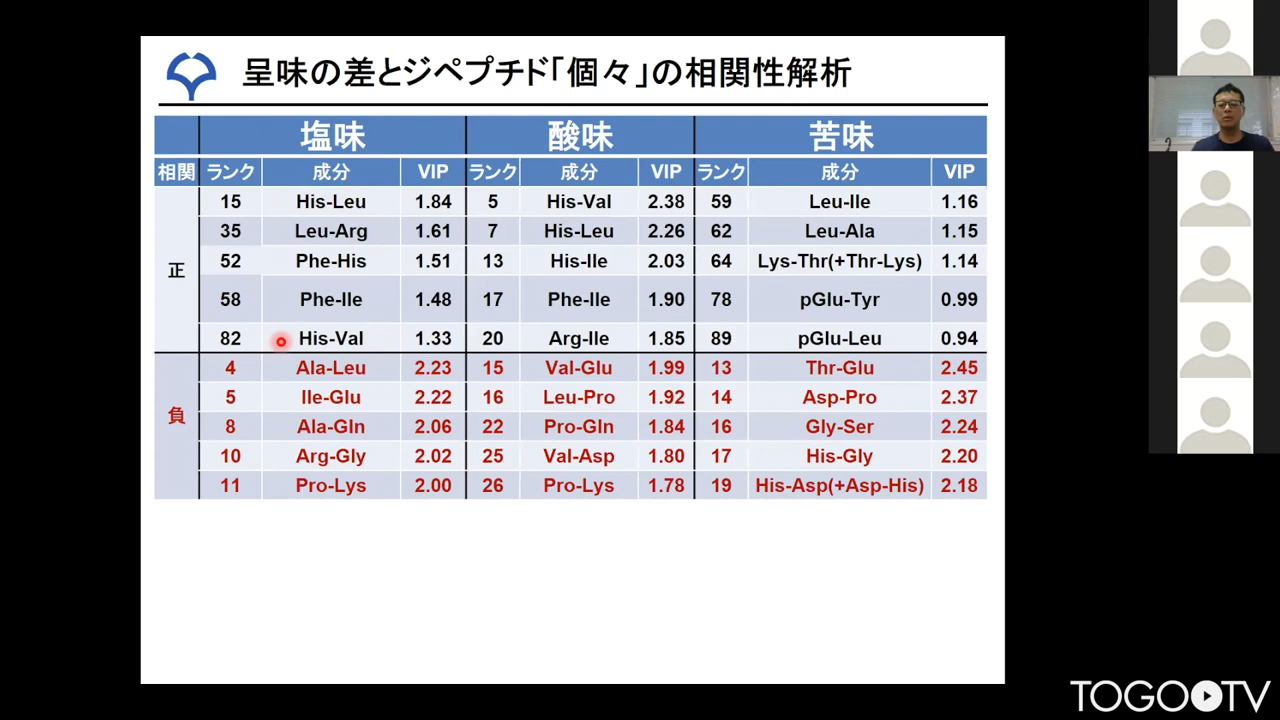 呈味の差とジペプチド「個々」の相関性解析
塩味 酸味 苦味
相関 ランク 成分 VIP ランク 成分 VIP ランク 成分 VIP
正
15 His-Leu 1.84 5 His-Val 2.38 59 Leu-Ile 1.16
35 Leu-Arg 1.61 7 His-Leu 2.26 62 Leu-Ala 1.15
52 Phe-His 1.51 13 His-Ile 2.03 64 Lys-Thr(+Thr-Lys) 1.14
58 Phe-Ile 1.48 17 Phe-Ile 1.90 78 pGlu-Tyr 0.99
82 His-Val 1.33 20 Arg-Ile 1.85 89 pGlu-Leu 0.94
負
4 Ala-Leu 2.23 15 Val-Glu 1.99 13 Thr-Glu 2.45
5 Ile-Glu 2.22 16 Leu-Pro 1.92 14 Asp-Pro 2.37
8 Ala-Gln 2.06 22 Pro-Gln 1.84 16 Gly-Ser 2.24
10 Arg-Gly 2.02 25 Val-Asp 1.80 17 His-Gly 2.20
11 Pro-Lys 2.00 26 Pro-Lys 1.78 19 His-Asp(+Asp-His) 2.18
TOGOTV